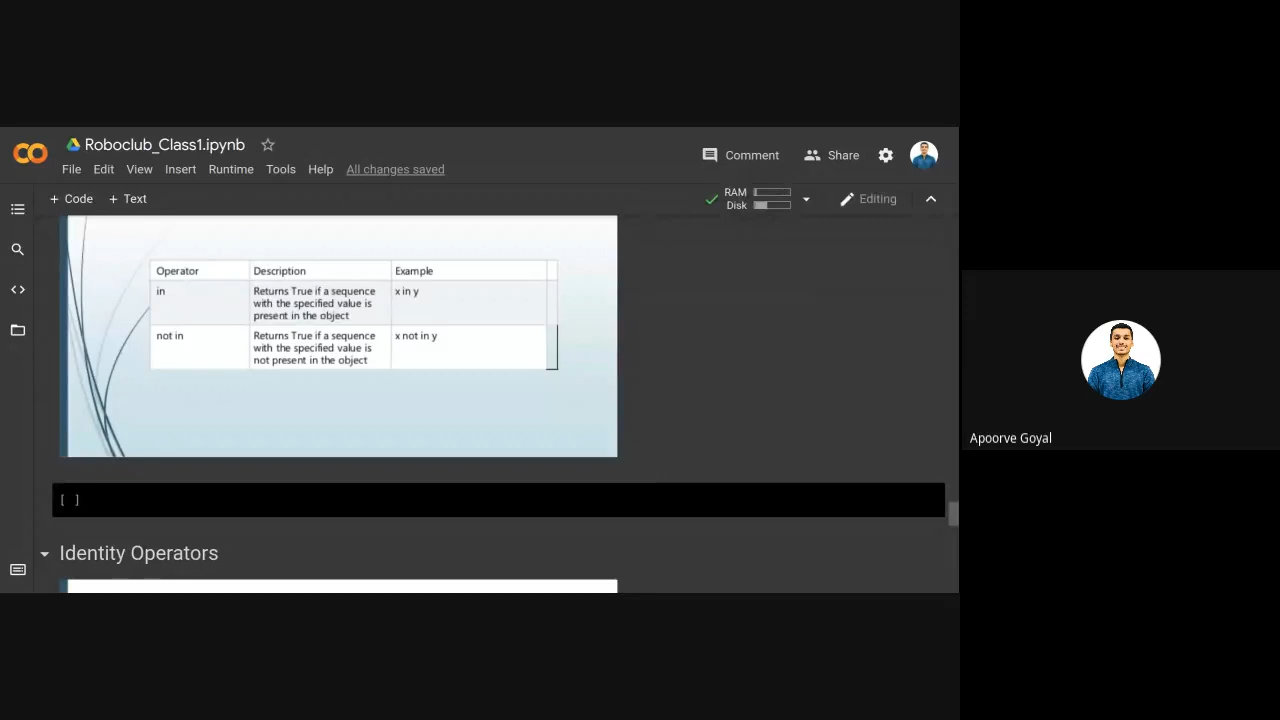 Roboclub_Class1.ipynb
File Edit View Insert Runtime Tools Help All changes saved
Comment Share
+ Code + Text
RAM
Disk
Editing
Operator Description Example
in Returns True if a sequence x in y
with the specified value is
present in the object
not in Returns True if a sequence x not in y
with the specified value is
not present in the object
[ ]
Identity Operators
Apoorve Goyal